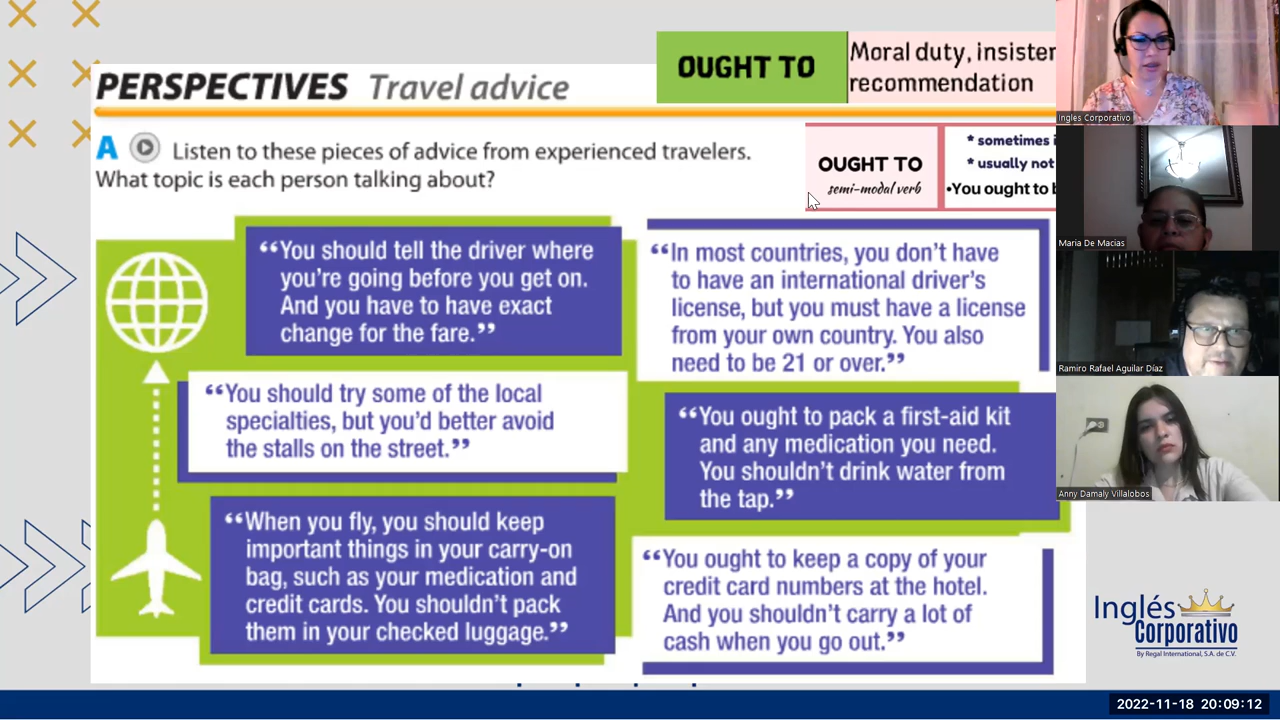 OUGHT TO
Moral duty, insisten
recommendation
PERSPECTIVES Travel advice
A Listen to these pieces of advice from experienced travelers.
What topic is each person talking about?
OUGHT TO
semi-modal verb
* sometimes i
* usually not
•You ought to b
“You should tell the driver where
you’re going before you get on.
And you have to have exact
change for the fare.”
“You should try some of the local
specialties, but you’d better avoid
the stalls on the street.”
“When you fly, you should keep
important things in your carry-on
bag, such as your medication and
credit cards. You shouldn’t pack
them in your checked luggage.”
“In most countries, you don’t have
to have an international driver’s
license, but you must have a license
from your own country. You also
need to be 21 or over.”
“You ought to pack a first-aid kit
and any medication you need.
You shouldn’t drink water from
the tap.”
“You ought to keep a copy of your
credit card numbers at the hotel.
And you shouldn’t carry a lot of
cash when you go out.”
Ingles Corporativo
Maria De Macias
Ramiro Rafael Aguilar Díaz
Anny Damaly Villalobos
Inglés
Corporativo
By Regal International, S.A. de C.V.
2022-11-18 20:09:12